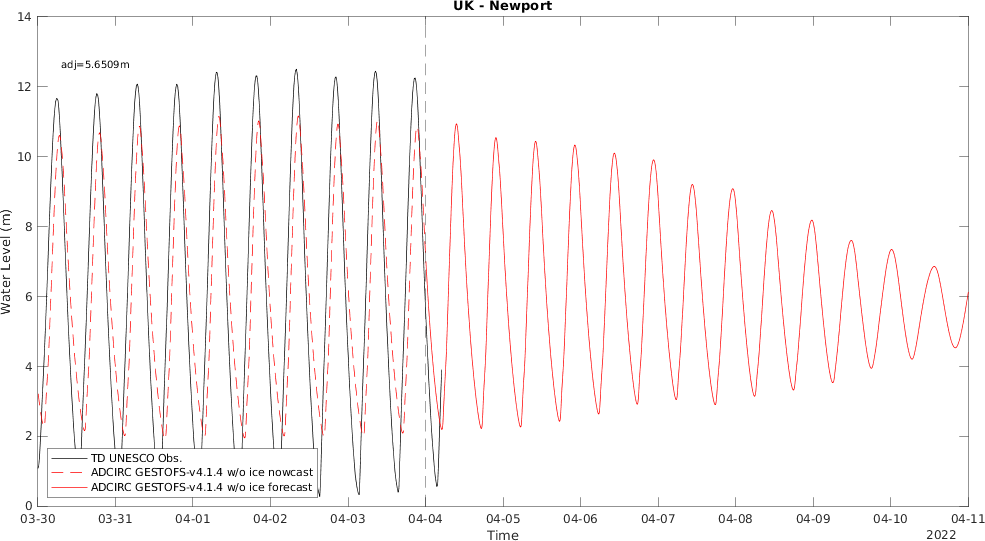 UK - Newport
14
12
10
8
6
4
2
0
Water Level (m)
adj=5.6509m
TD UNESCO Obs.
ADCIRC GESTOFS-v4.1.4 w/o ice nowcast
ADCIRC GESTOFS-v4.1.4 w/o ice forecast
03-30 03-31 04-01 04-02 04-03 04-04 04-05 04-06 04-07 04-08 04-09 04-10 04-11
Time
2022